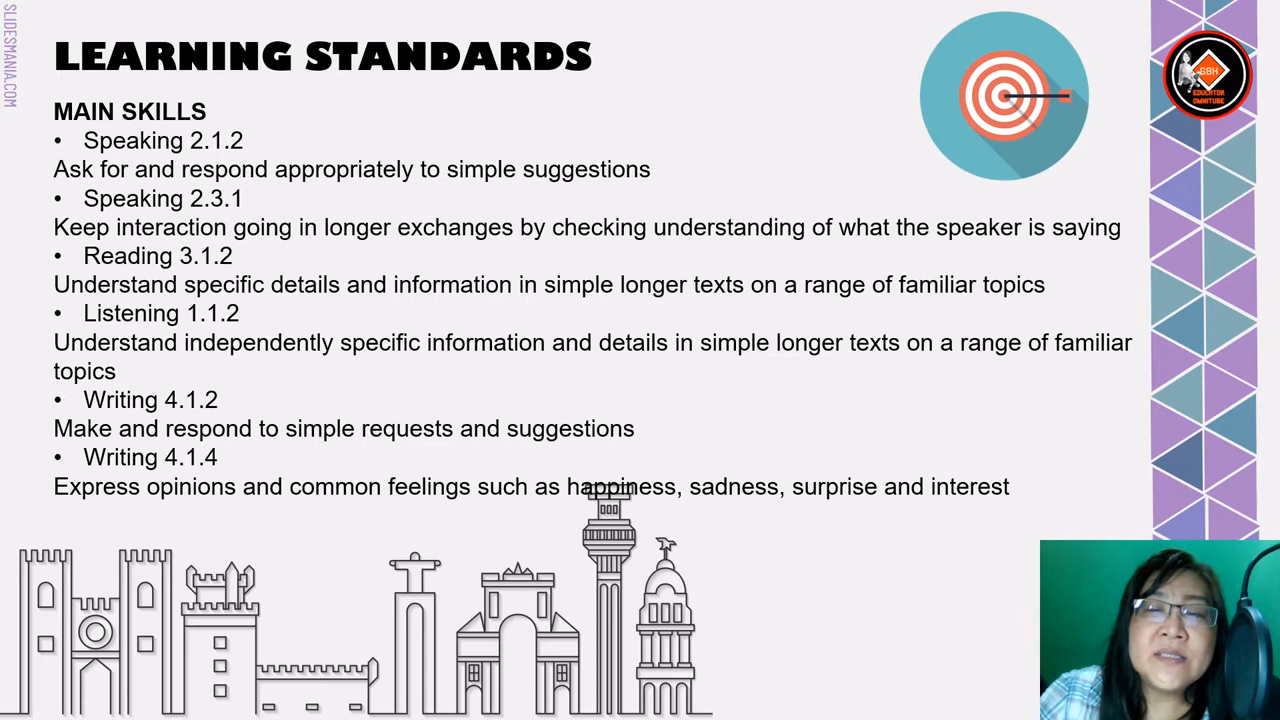 SLIDESMANIA.COM
LEARNING STANDARDS
MAIN SKILLS
• Speaking 2.1.2
Ask for and respond appropriately to simple suggestions
• Speaking 2.3.1
Keep interaction going in longer exchanges by checking understanding of what the speaker is saying
• Reading 3.1.2
Understand specific details and information in simple longer texts on a range of familiar topics
• Listening 1.1.2
Understand independently specific information and details in simple longer texts on a range of familiar
topics
• Writing 4.1.2
Make and respond to simple requests and suggestions
• Writing 4.1.4
Express opinions and common feelings such as happiness, sadness, surprise and interest
EDUCATOR
OMNITUBE